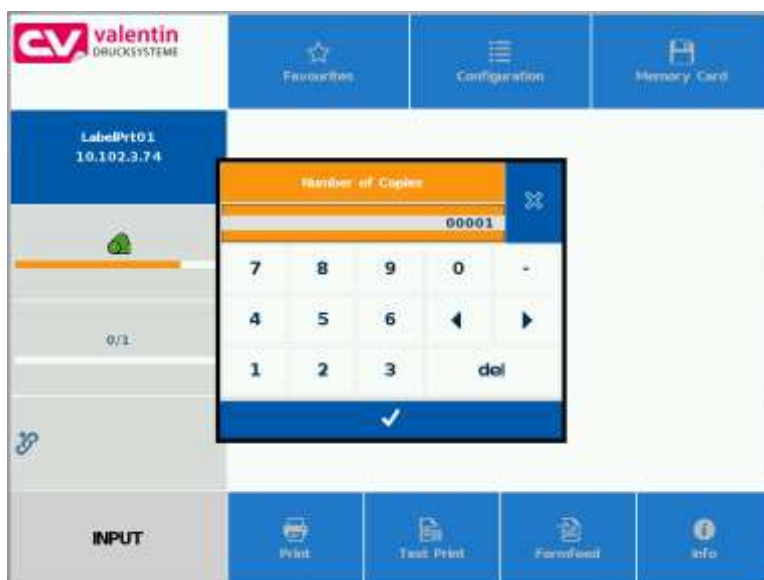 CV valentin
DRUCKSYSTEME
Favourites
Configuration
Memory Card
LabelPrt01
10.102.3.74
Number of Copies
00001
7 8 9 0 -
4 5 6
1 2 3 del
0/1
INPUT
Print
Test Print
Formfeed
Info